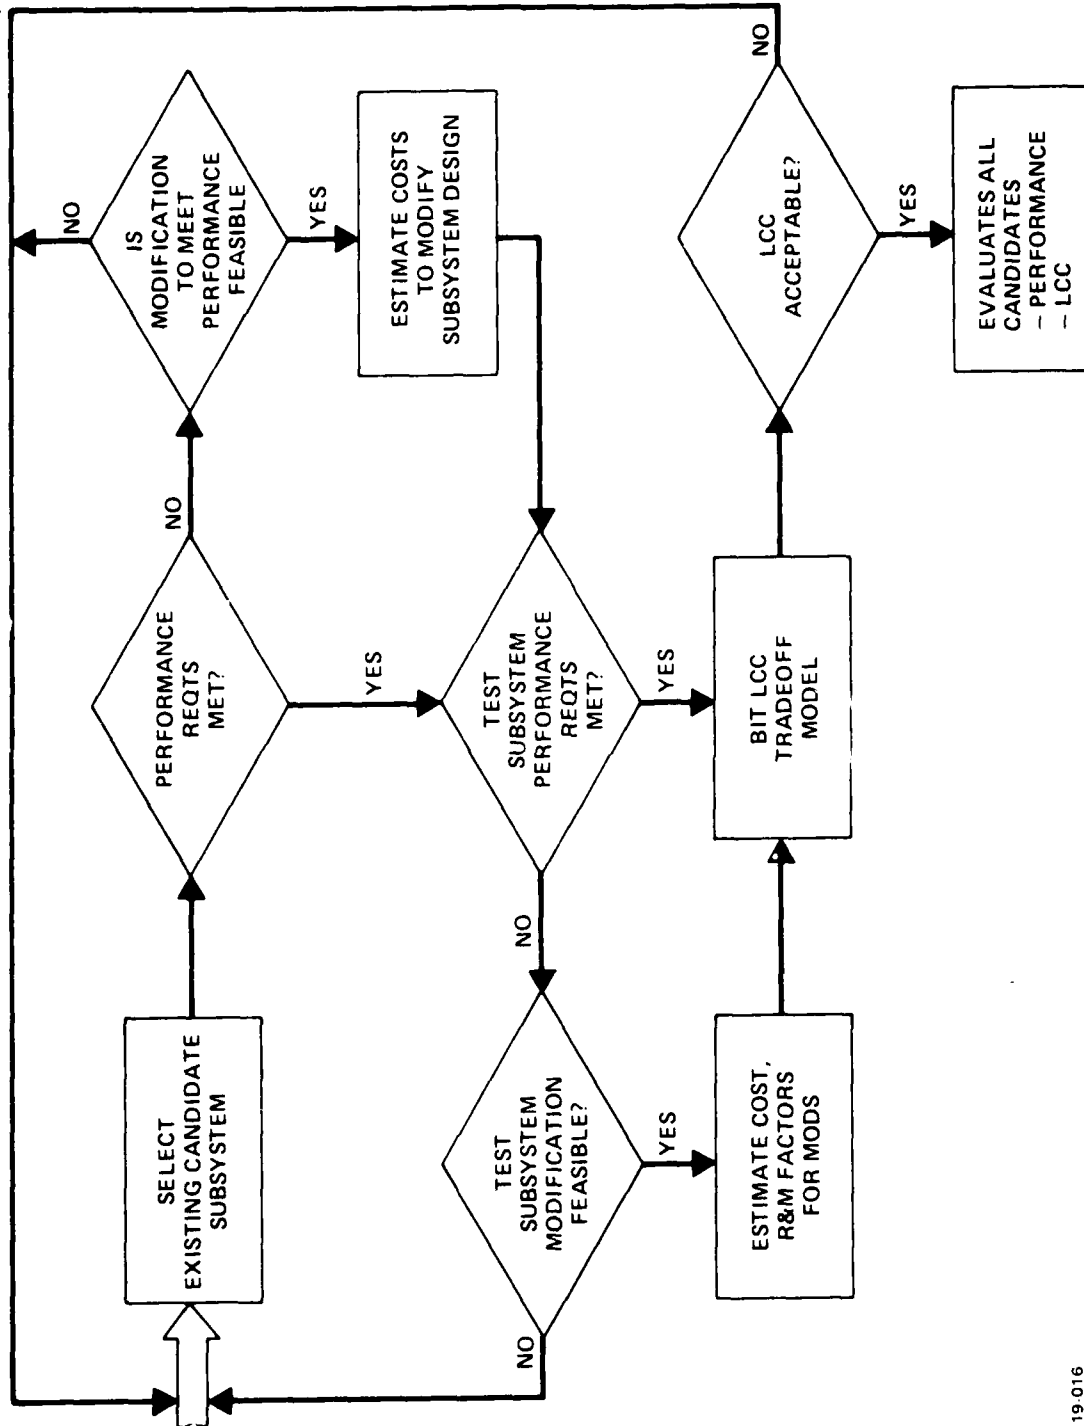 SELECT
EXISTING CANDIDATE
SUBSYSTEM
PERFORMANCE
REQTS
MET?
NO
YES
IS
MODIFICATION
TO MEET
PERFORMANCE
FEASIBLE
NO
YES
ESTIMATE COSTS
TO MODIFY
SUBSYSTEM DESIGN
TEST
SUBSYSTEM
PERFORMANCE
REQTS
MET?
NO
YES
TEST
SUBSYSTEM
MODIFICATION
FEASIBLE?
NO
YES
ESTIMATE COST,
R&M FACTORS
FOR MODS
BIT LCC
TRADEOFF
MODEL
LCC
ACCEPTABLE?
NO
YES
EVALUATES ALL
CANDIDATES
– PERFORMANCE
– LCC
19-016